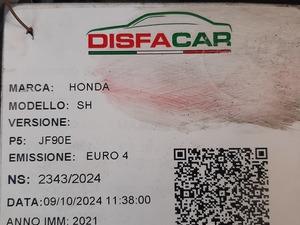 DISFACAR
MARCA: HONDA
MODELLO: SH
VERSIONE:
P5: JF90E
EMISSIONE: EURO 4
NS: 2343/2024
DATA:09/10/2024 11:38:00
ANNO IMM: 2021